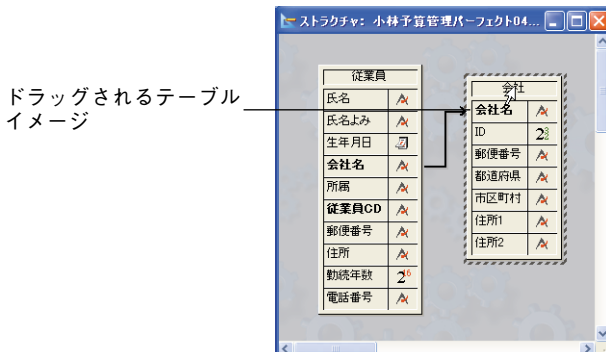 ストラクチャ: 小林予算管理パーフェクト04...
ドラッグされるテーブル
イメージ
従業員
氏名
氏名よみ
生年月日
会社名
所属
従業員CD
郵便番号
住所
勤続年数
電話番号
会社
会社名
ID
郵便番号
都道府県
市区町村
住所1
住所2